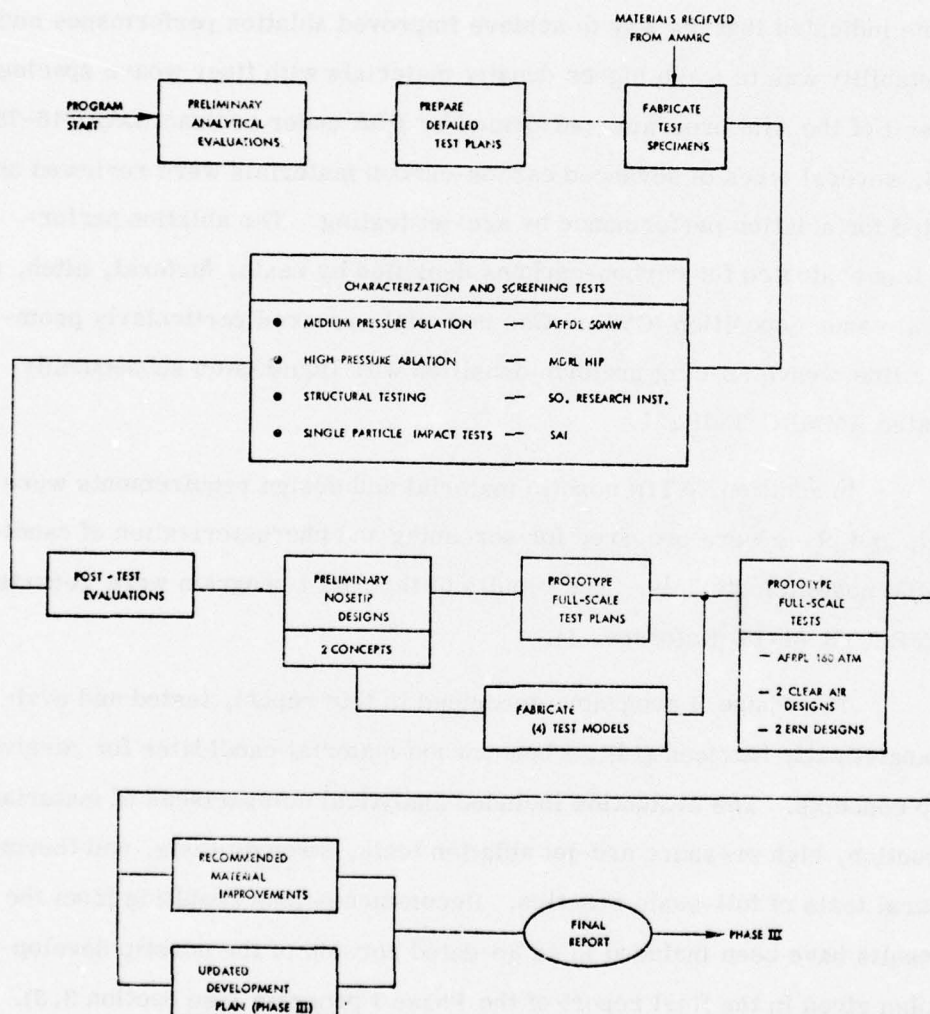 MATERIALS RECIEVED
FROM AMMRC
PROGRAM
START
PRELIMINARY
ANALYTICAL
EVALUATIONS
PREPARE
DETAILED
TEST PLANS
FABRICATE
TEST
SPECIMENS
CHARACTERIZATION AND SCREENING TESTS
● MEDIUM PRESSURE ABLATION — AFFDL 50MW
● HIGH PRESSURE ABLATION — MDRL HIP
● STRUCTURAL TESTING — SO. RESEARCH INST.
● SINGLE PARTICLE IMPACT TESTS — SAI
POST-TEST
EVALUATIONS
PRELIMINARY
NOSETIP
DESIGNS
2 CONCEPTS
PROTOTYPE
FULL-SCALE
TEST PLANS
FABRICATE
(4) TEST MODELS
PROTOTYPE
FULL-SCALE
TESTS
— AFRPL 160 ATM
— 2 CLEAR AIR
DESIGNS
— 2 ERN DESIGNS
RECOMMENDED
MATERIAL
IMPROVEMENTS
UPDATED
DEVELOPMENT
PLAN (PHASE III)
FINAL
REPORT
PHASE III